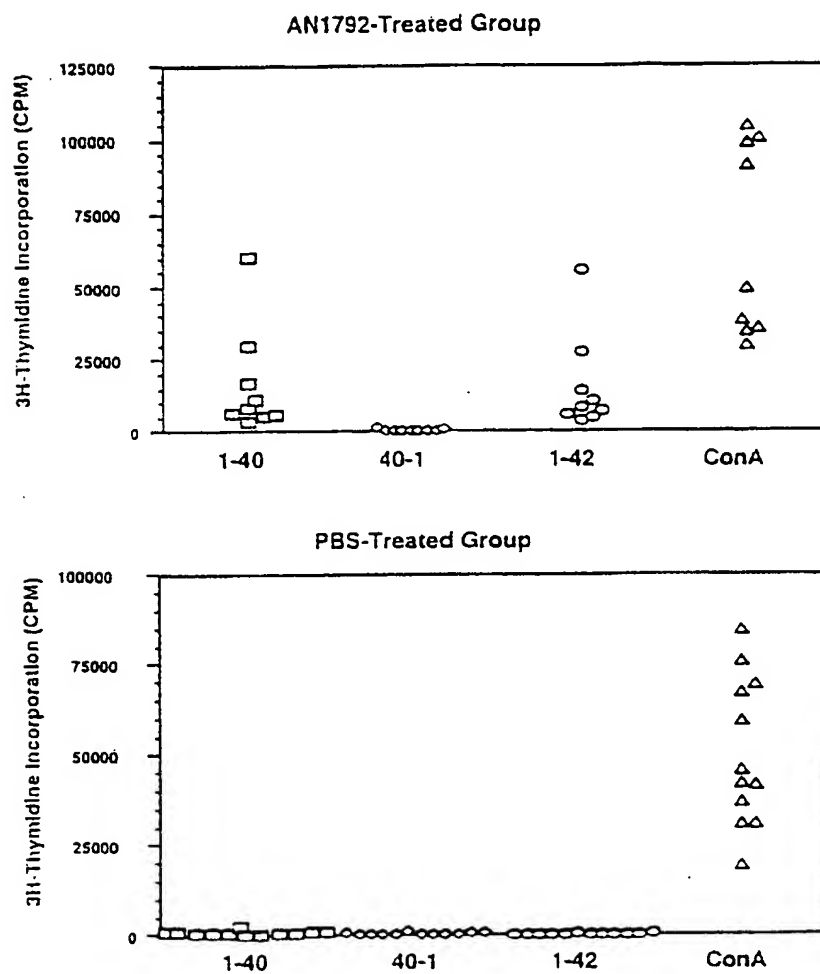 AN1792-Treated Group
3H-Thymidine Incorporation (CPM)
125000
100000
75000
50000
25000
0
1-40 40-1 1-42 ConA
PBS-Treated Group
3H-Thymidine Incorporation (CPM)
100000
75000
50000
25000
0
1-40 40-1 1-42 ConA